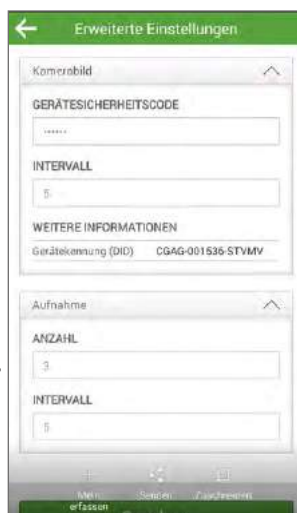 Erweiterte Einstellungen
Kamerabild
GERÄTESICHERHEITSCODE
......
INTERVALL
5
WEITERE INFORMATIONEN
Gerätekennung (DID) CGAG-001536-STVMV
Aufnahme
ANZAHL
3
INTERVALL
5
Mehr Senden Zuschneiden
erfassen